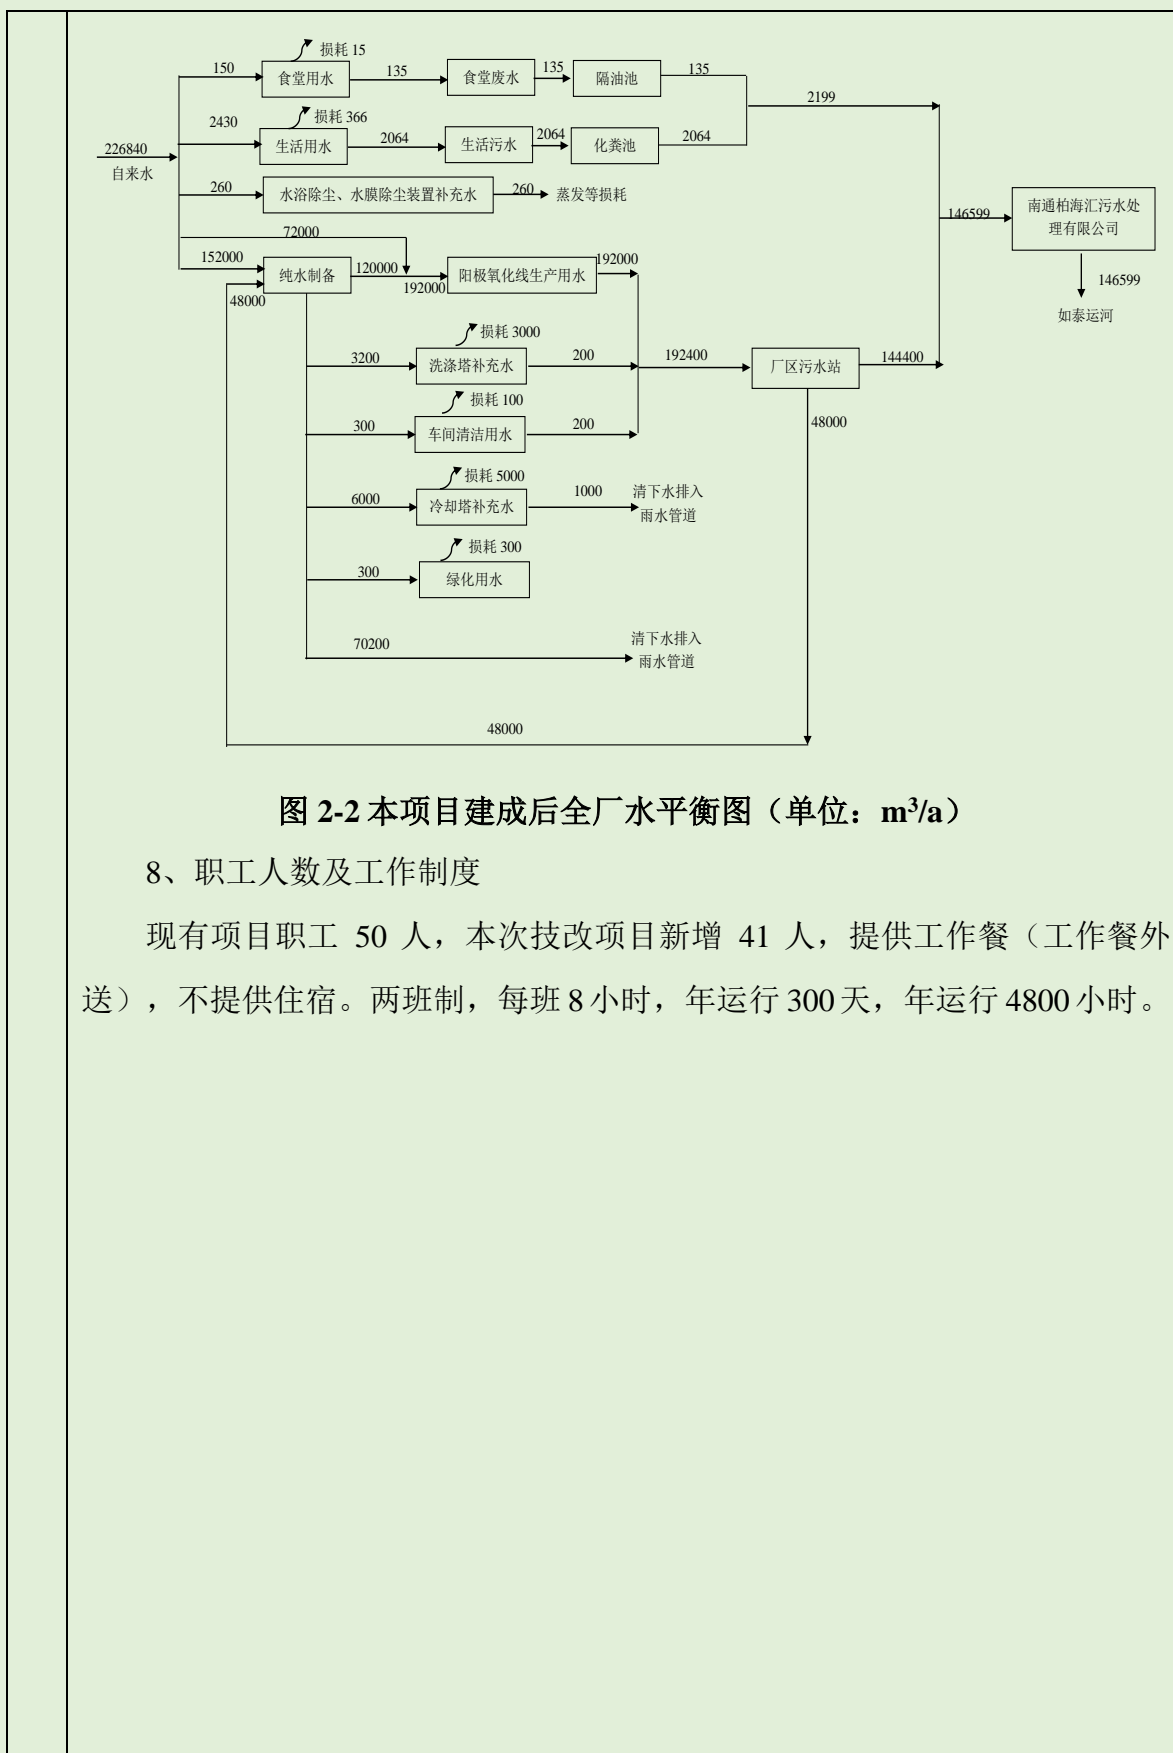 损耗 15
150
食堂用水
135
食堂废水
135
隔油池
135
2199
损耗 366
2430
生活用水
2064
生活污水
2064
化粪池
2064
226840
自来水
260
水浴除尘、水膜除尘装置补充水
260
蒸发等损耗
146599
南通柏海汇污水处
理有限公司
146599
如泰运河
72000
152000
纯水制备
120000
192000
阳极氧化线生产用水
192000
48000
损耗 3000
3200
洗涤塔补充水
200
192400
厂区污水站
144400
损耗 100
300
车间清洁用水
200
48000
损耗 5000
6000
冷却塔补充水
1000
清下水排入
雨水管道
损耗 300
300
绿化用水
70200
清下水排入
雨水管道
48000
图 2-2 本项目建成后全厂水平衡图（单位：m³/a）
8、职工人数及工作制度
现有项目职工 50 人，本次技改项目新增 41 人，提供工作餐（工作餐外
送），不提供住宿。两班制，每班 8 小时，年运行 300 天，年运行 4800 小时。